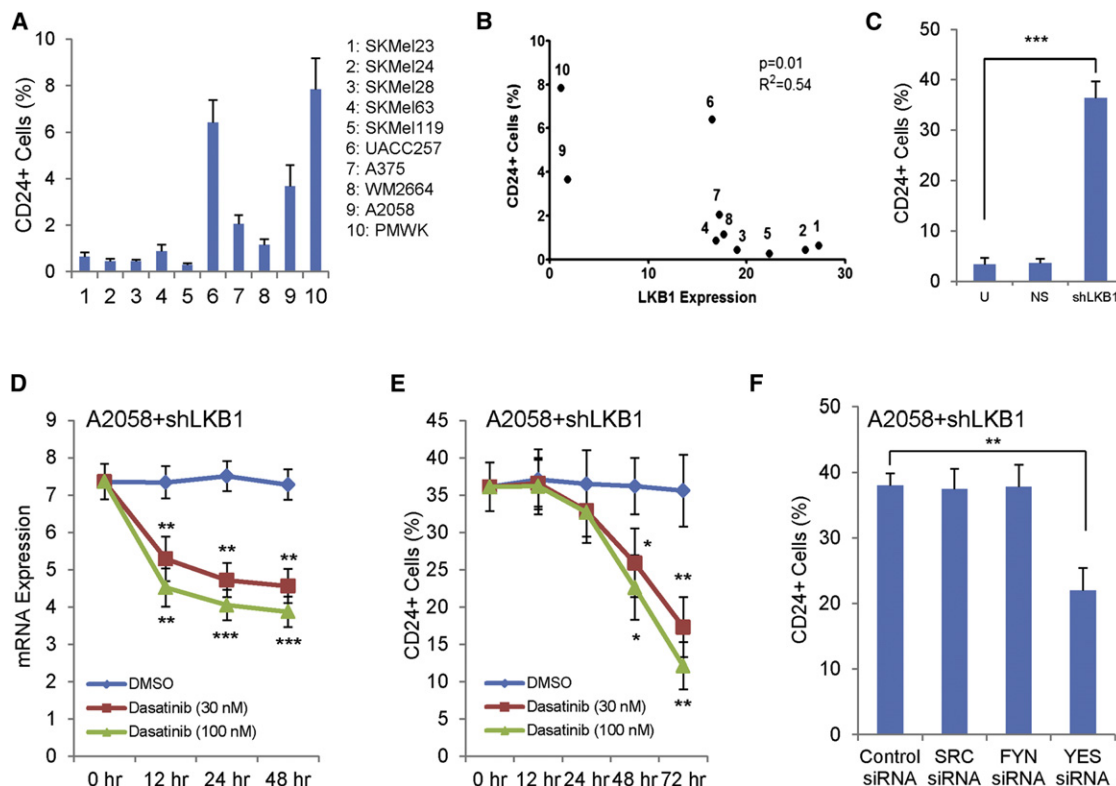 A
CD24+ Cells (%)
10
8
6
4
2
0
1 2 3 4 5 6 7 8 9 10
1: SKMel23
2: SKMel24
3: SKMel28
4: SKMel63
5: SKMel119
6: UACC257
7: A375
8: WM2664
9: A2058
10: PMWK
B
CD24+ Cells (%)
10
8
6
4
2
0
p=0.01
R²=0.54
10
9
6
7
4
8
3
5
2
1
0 10 20 30
LKB1 Expression
C
CD24+ Cells (%)
50
40
30
20
10
0
***
U NS shLKB1
D
A2058+shLKB1
mRNA Expression
9
8
7
6
5
4
3
2
1
0
** ** **
** *** ***
DMSO
Dasatinib (30 nM)
Dasatinib (100 nM)
0 hr 12 hr 24 hr 48 hr
E
A2058+shLKB1
CD24+ Cells (%)
45
40
35
30
25
20
15
10
5
0
* **
* **
DMSO
Dasatinib (30 nM)
Dasatinib (100 nM)
0 hr 12 hr 24 hr 48 hr 72 hr
F
A2058+shLKB1
CD24+ Cells (%)
50
40
30
20
10
0
**
Control SRC FYN YES
siRNA siRNA siRNA siRNA